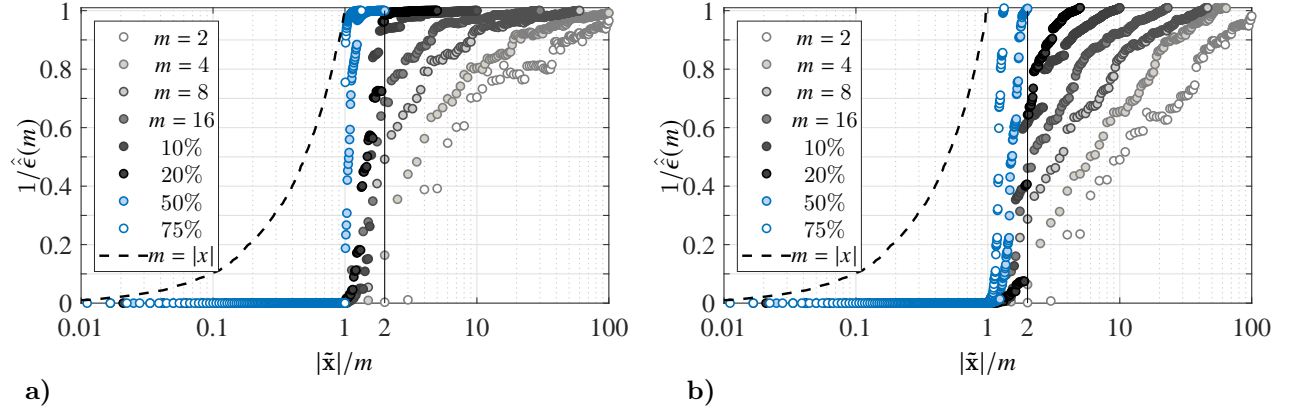 1
0.8
0.6
0.4
0.2
0
1/ε̂(m)
m = 2
m = 4
m = 8
m = 16
10%
20%
50%
75%
m = |x|
0.01 0.1 1 2 10 100
|x̃|/m
a)
1
0.8
0.6
0.4
0.2
0
1/ε̂(m)
m = 2
m = 4
m = 8
m = 16
10%
20%
50%
75%
m = |x|
0.01 0.1 1 2 10 100
|x̃|/m
b)